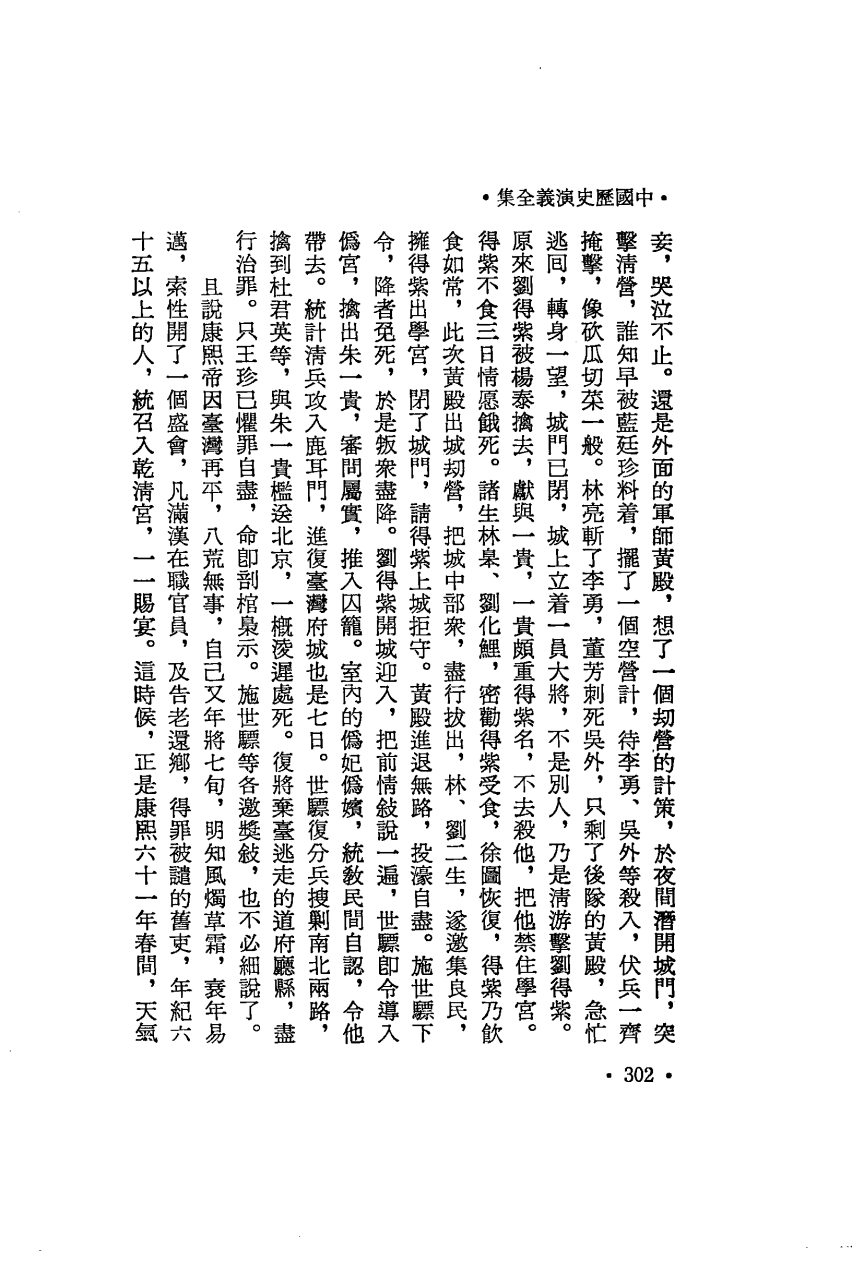 •中國歷史演義全集•
妾，哭泣不止。還是外面的軍師黃殿，想了一個刼營的計策，於夜間潛開城門，突
擊清營，誰知早被藍廷珍料着，擺了一個空營計，待李勇、吳外等殺入，伏兵一齊
掩擊，像砍瓜切菜一般。林亮斬了李勇，董芳刺死吳外，只剩了後隊的黃殿，急忙
逃回，轉身一望，城門已閉，城上立着一員大將，不是別人，乃是清游擊劉得紫。
原來劉得紫被楊泰擒去，獻與一貴，一貴頗重得紫名，不去殺他，把他禁住學宮。
得紫不食三日情愿餓死。諸生林臯、劉化鯉，密勸得紫受食，徐圖恢復，得紫乃飲
食如常，此次黃殿出城刼營，把城中部衆，盡行拔出，林、劉二生，遂邀集良民，
擁得紫出學宮，閉了城門，請得紫上城拒守。黃殿進退無路，投濠自盡。施世驃下
令，降者免死，於是叛衆盡降。劉得紫開城迎入，把前情敍說一遍，世驃卽令導入
僞宮，擒出朱一貴，審問屬實，推入囚籠。室內的僞妃僞嬪，統敎民間自認，令他
帶去。統計清兵攻入鹿耳門，進復臺灣府城也是七日。世驃復分兵搜剿南北兩路，
擒到杜君英等，與朱一貴檻送北京，一槪淩遲處死。復將棄臺逃走的道府廳縣，盡
行治罪。只王珍已懼罪自盡，命卽剖棺梟示。施世驃等各邀獎敍，也不必細說了。
且說康熙帝因臺灣再平，八荒無事，自己又年將七旬，明知風燭草霜，衰年易
邁，索性開了一個盛會，凡滿漢在職官員，及告老還鄉，得罪被譴的舊吏，年紀六
十五以上的人，統召入乾清宮，一一賜宴。這時候，正是康熙六十一年春間，天氣
•302•